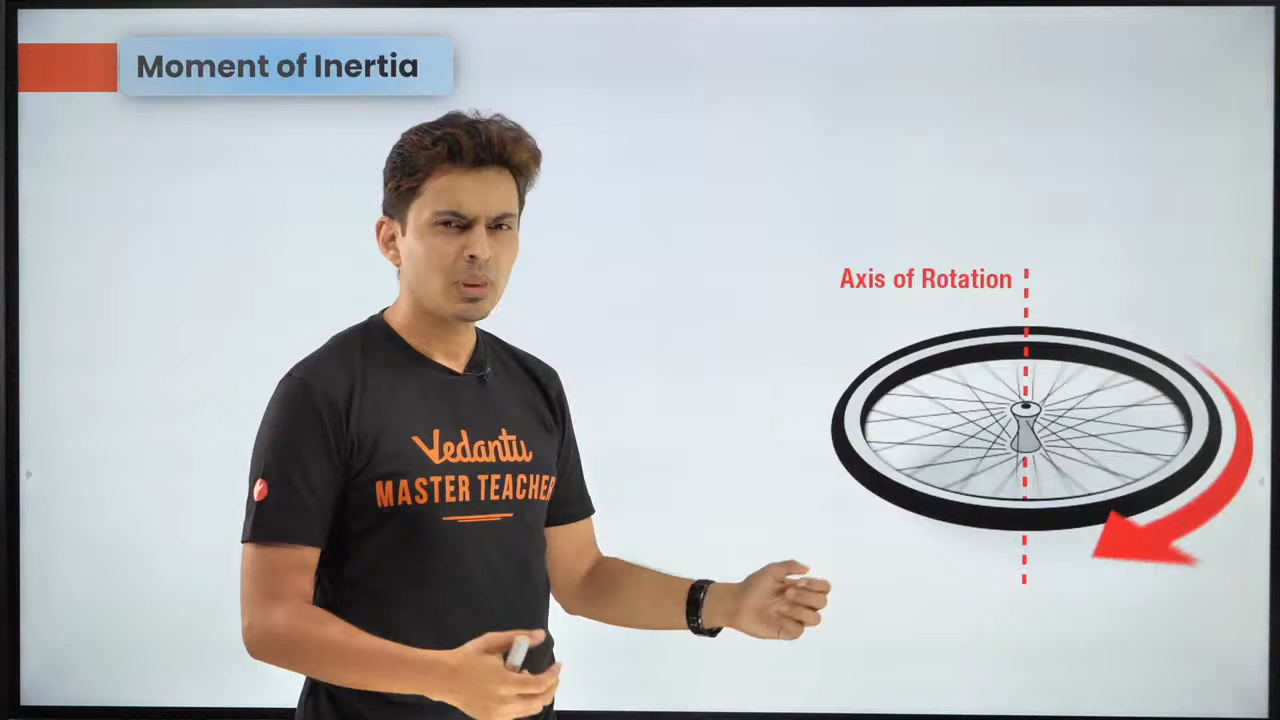 Moment of Inertia
Axis of Rotation
Vedantu
MASTER TEACHER